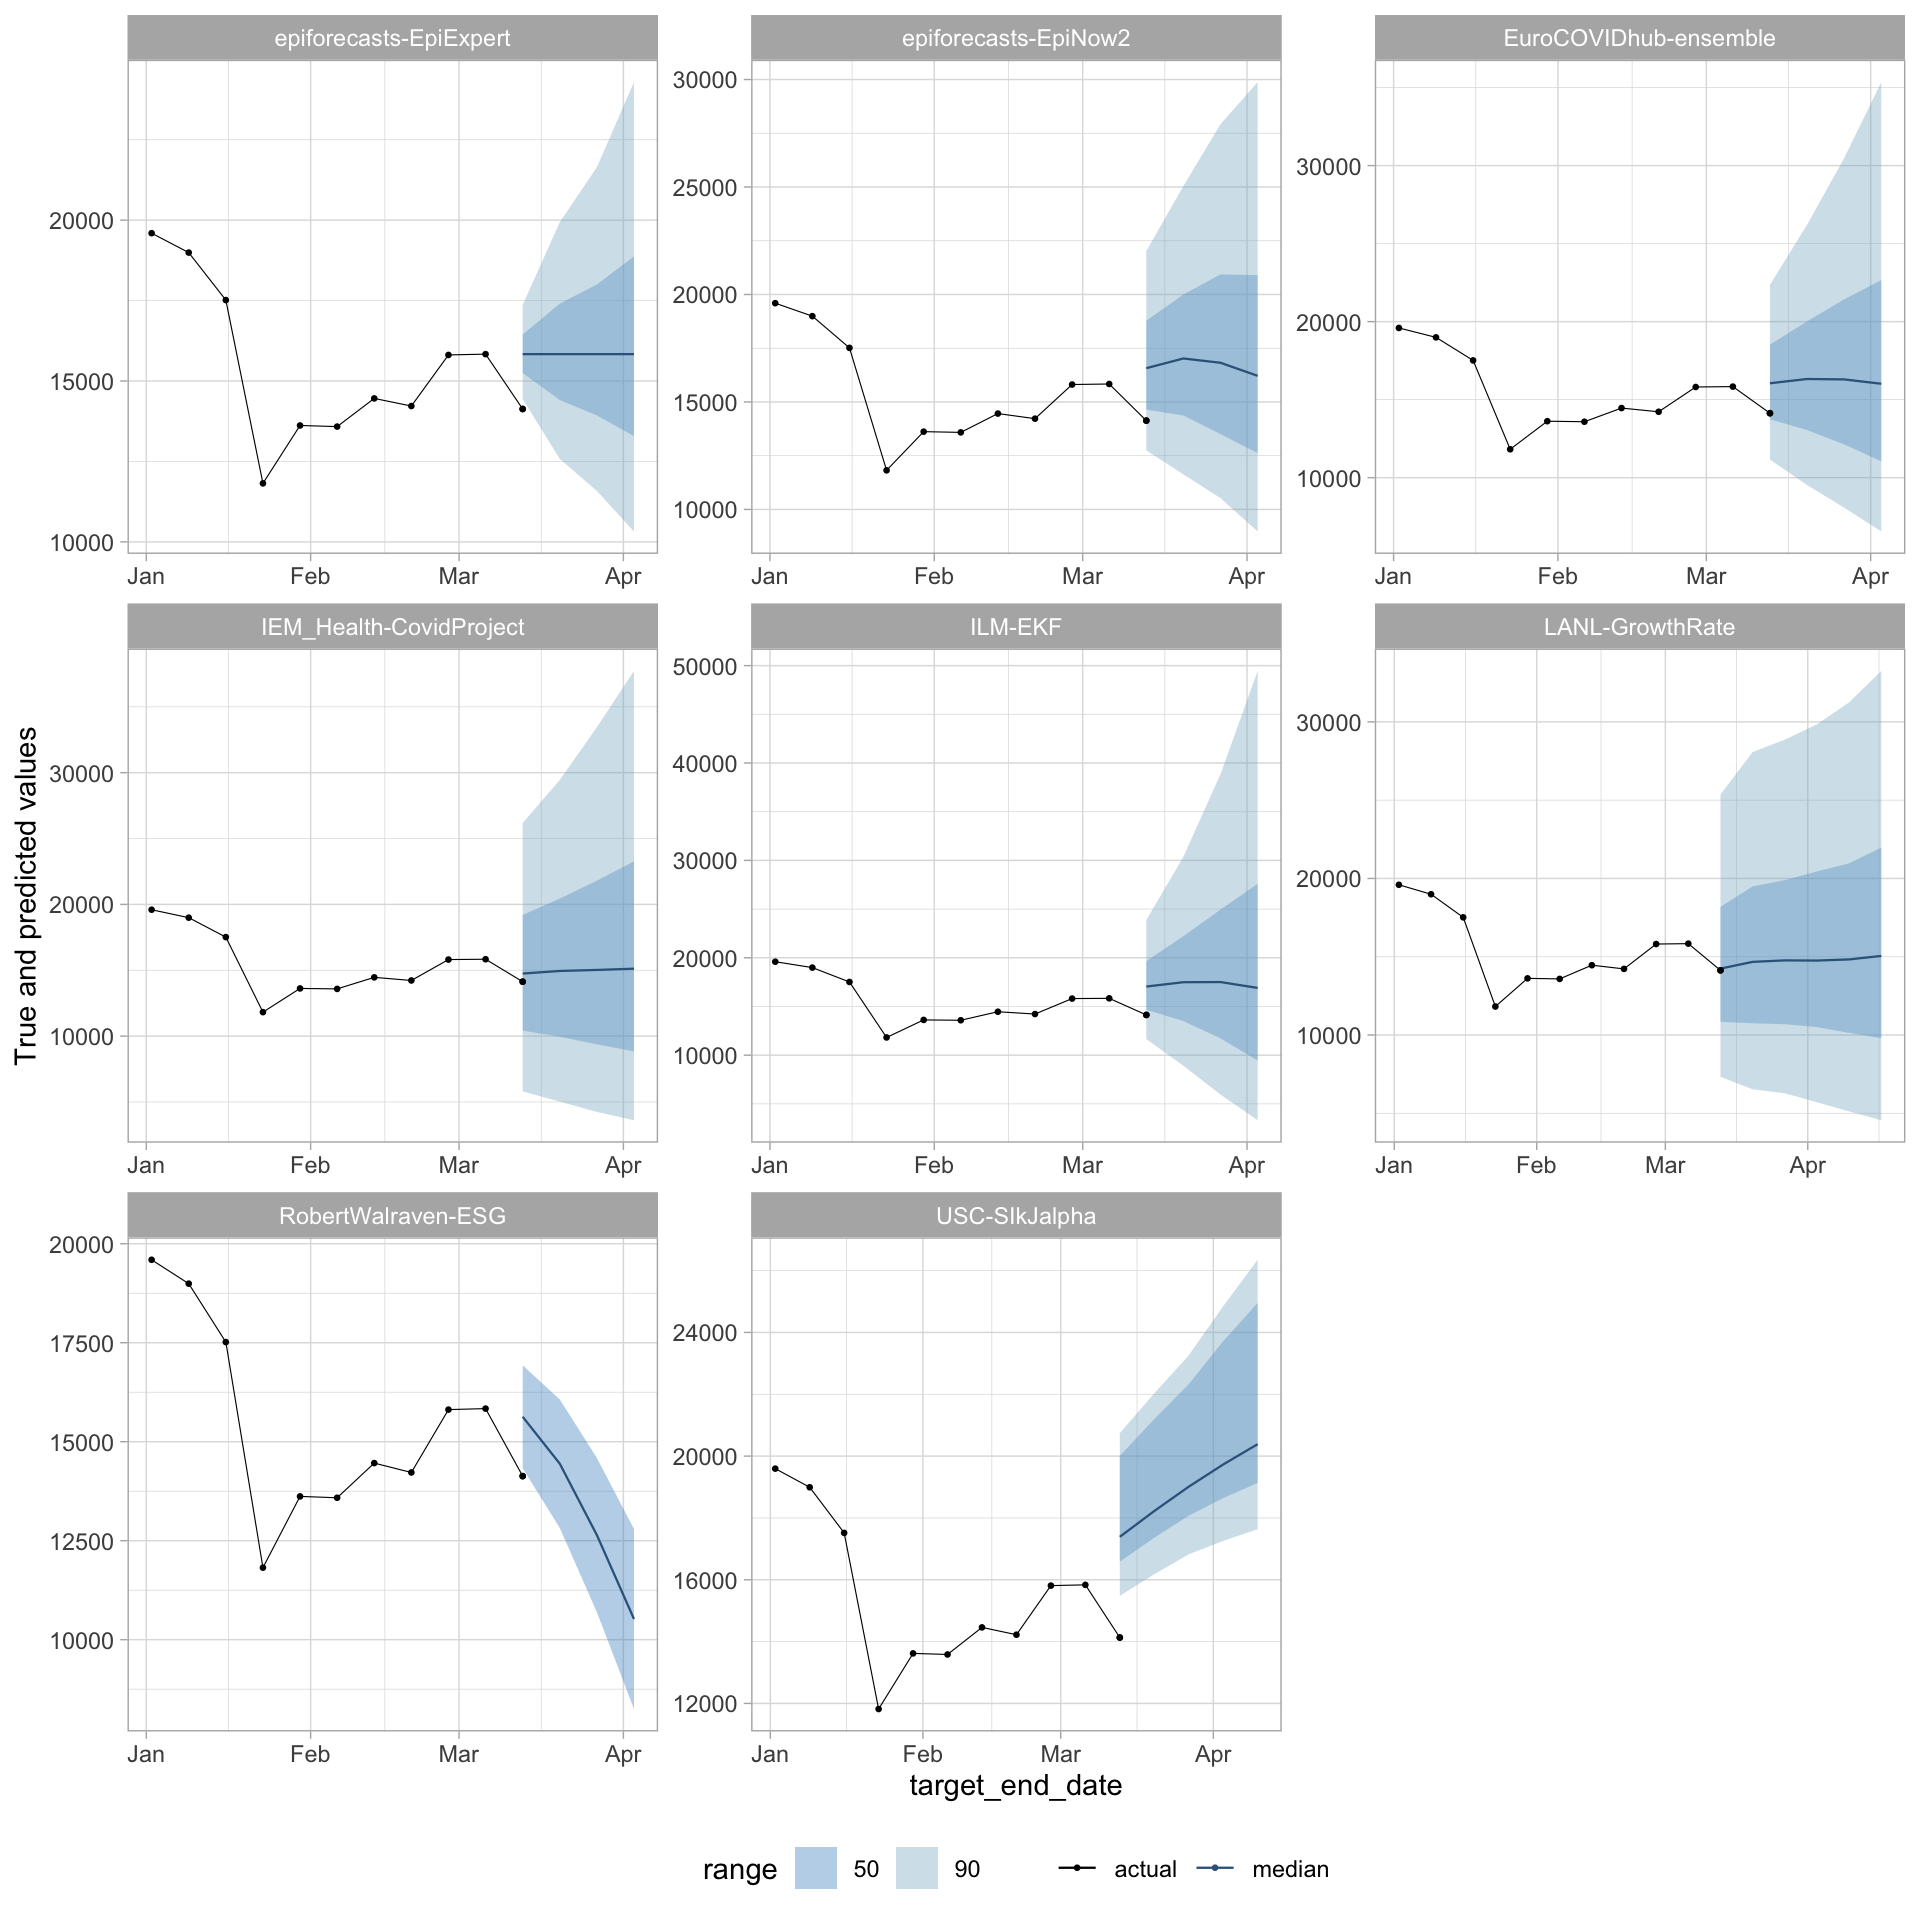 epiforecasts-EpiExpert
epiforecasts-EpiNow2
EuroCOVIDhub-ensemble
20000
15000
10000
Jan Feb Mar Apr
30000
25000
20000
15000
10000
Jan Feb Mar Apr
30000
20000
10000
Jan Feb Mar Apr
IEM_Health-CovidProject
ILM-EKF
LANL-GrowthRate
True and predicted values
30000
20000
10000
Jan Feb Mar Apr
50000
40000
30000
20000
10000
Jan Feb Mar Apr
30000
20000
10000
Jan Feb Mar Apr
RobertWalraven-ESG
USC-SIkJalpha
20000
17500
15000
12500
10000
Jan Feb Mar Apr
24000
20000
16000
12000
Jan Feb Mar Apr
target_end_date
range 50 90 actual median